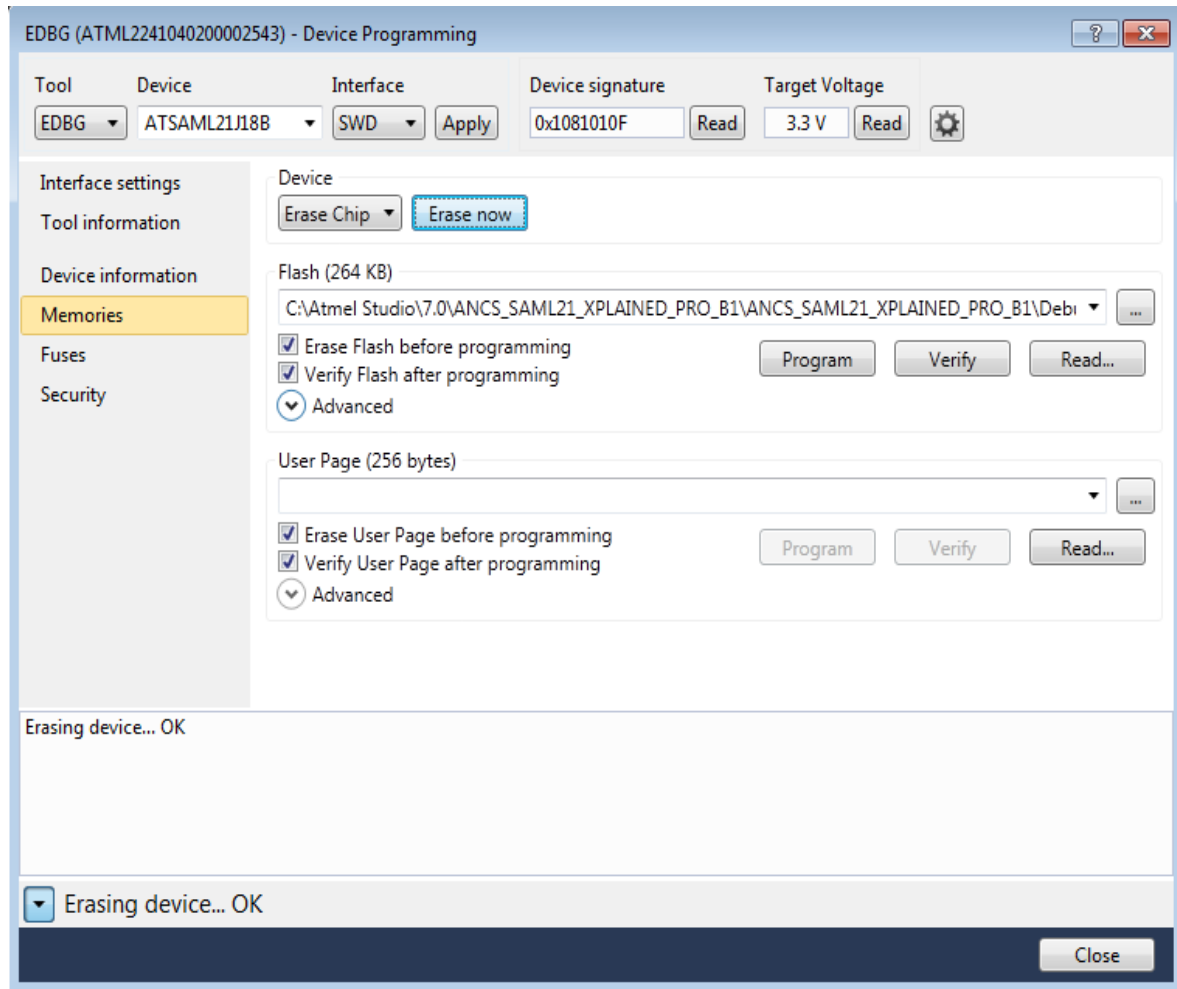 EDBG (ATML2241040200002543) - Device Programming
Tool Device Interface Device signature Target Voltage
EDBG ATSAML21J18B SWD Apply 0x1081010F Read 3.3 V Read
Interface settings
Tool information
Device information
Memories
Fuses
Security
Device
Erase Chip Erase now
Flash (264 KB)
C:\Atmel Studio\7.0\ANCS_SAML21_XPLAINED_PRO_B1\ANCS_SAML21_XPLAINED_PRO_B1\Debu ...
Erase Flash before programming
Verify Flash after programming
Program Verify Read...
Advanced
User Page (256 bytes)
...
Erase User Page before programming
Verify User Page after programming
Program Verify Read...
Advanced
Erasing device... OK
Erasing device... OK
Close